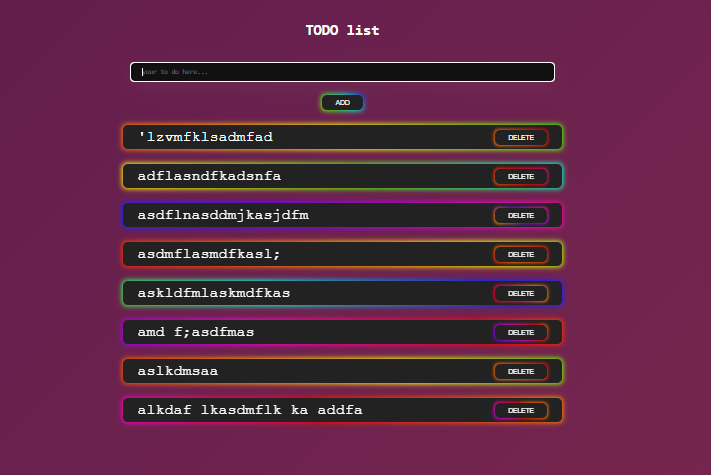 TODO list
your to do here...
ADD
'lzvmfklsadmfad DELETE
adflasndfkadsnfa DELETE
asdflnasddmjkasjdfm DELETE
asdmflasmdfkasl; DELETE
askldfmlaskmdfkas DELETE
amd f;asdfmas DELETE
aslkdmsaa DELETE
alkdaf lkasdmflk ka addfa DELETE